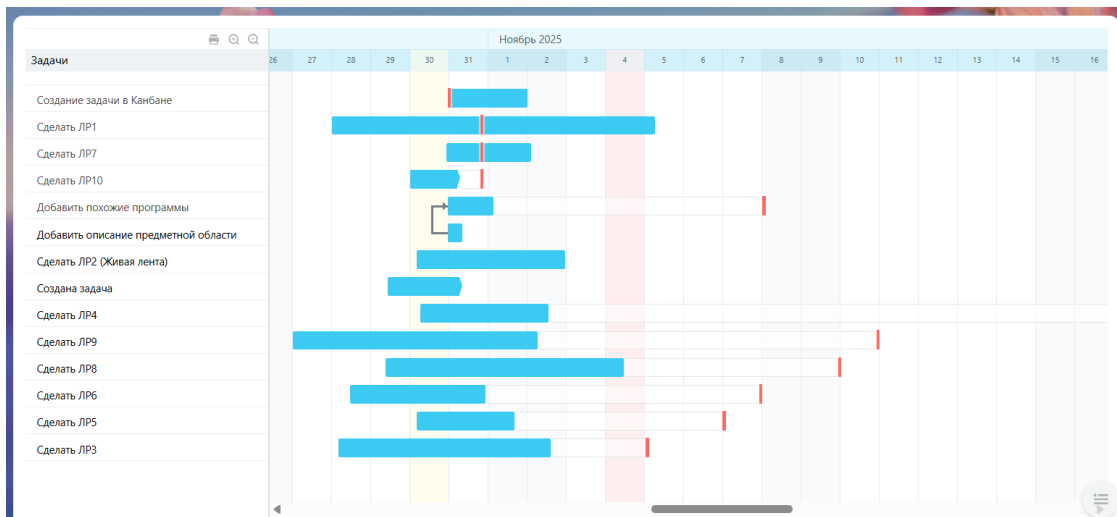 Ноябрь 2025
Задачи
26 27 28 29 30 31 1 2 3 4 5 6 7 8 9 10 11 12 13 14 15 16
Создание задачи в Канбане
Сделать ЛР1
Сделать ЛР7
Сделать ЛР10
Добавить похожие программы
Добавить описание предметной области
Сделать ЛР2 (Живая лента)
Создана задача
Сделать ЛР4
Сделать ЛР9
Сделать ЛР8
Сделать ЛР6
Сделать ЛР5
Сделать ЛР3